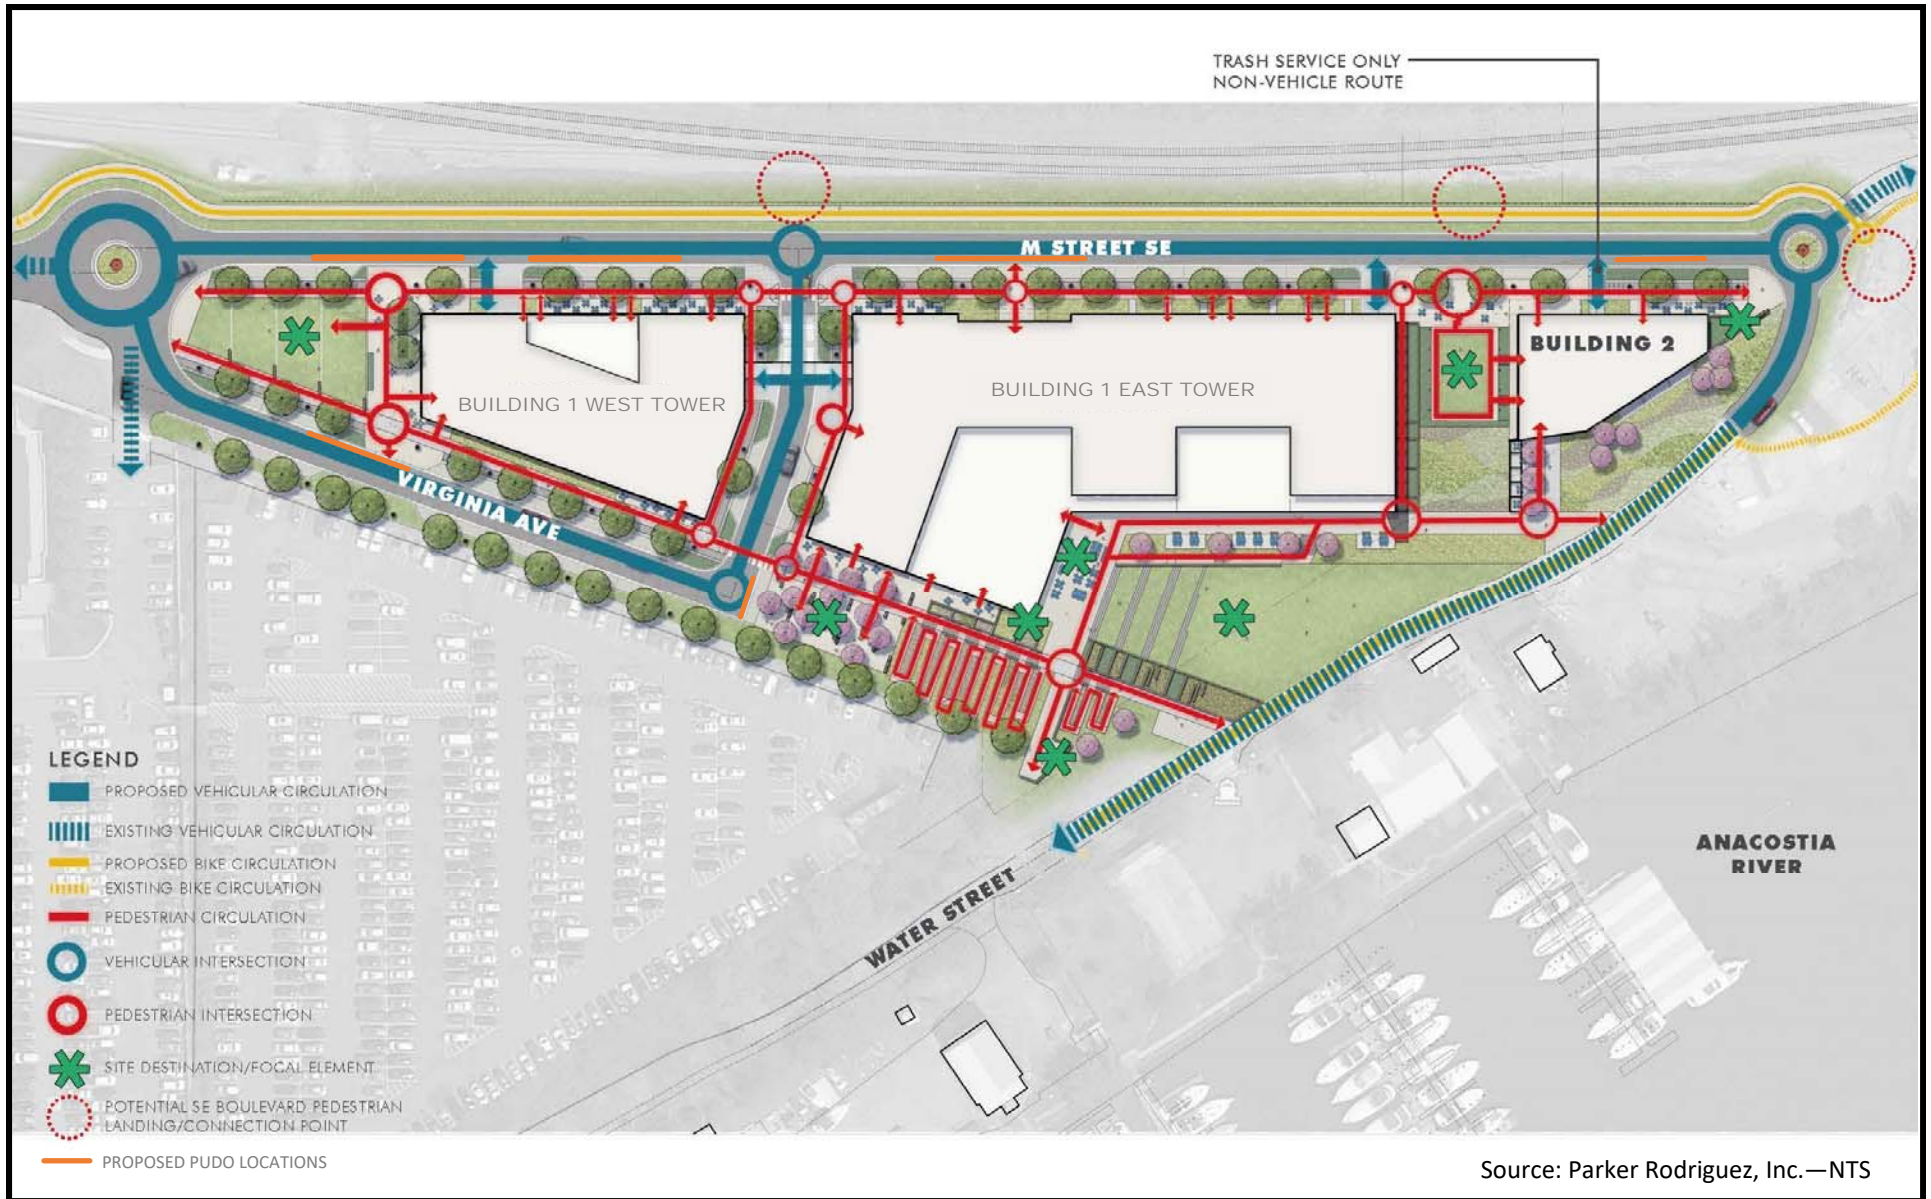 TRASH SERVICE ONLY
NON-VEHICLE ROUTE
M STREET SE
BUILDING 2
BUILDING 1 EAST TOWER
BUILDING 1 WEST TOWER
VIRGINIA AVE
WATER STREET
ANACOSTIA
RIVER
LEGEND
PROPOSED VEHICULAR CIRCULATION
EXISTING VEHICULAR CIRCULATION
PROPOSED BIKE CIRCULATION
EXISTING BIKE CIRCULATION
PEDESTRIAN CIRCULATION
VEHICULAR INTERSECTION
PEDESTRIAN INTERSECTION
SITE DESTINATION/FOCAL ELEMENT
POTENTIAL SE BOULEVARD PEDESTRIAN
LANDING/CONNECTION POINT
PROPOSED PUDO LOCATIONS
Source: Parker Rodriguez, Inc.—NTS